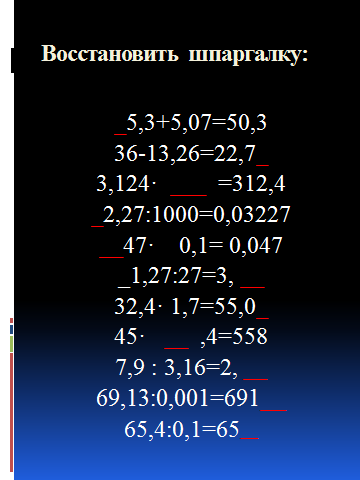 Восстановить шпаргалку:
_5,3+5,07=50,3
36-13,26=22,7_
3,124· ___ =312,4
_2,27:1000=0,03227
__47· 0,1= 0,047
_1,27:27=3, __
32,4· 1,7=55,0_
45· __ ,4=558
7,9 : 3,16=2, __
69,13:0,001=691__
65,4:0,1=65__